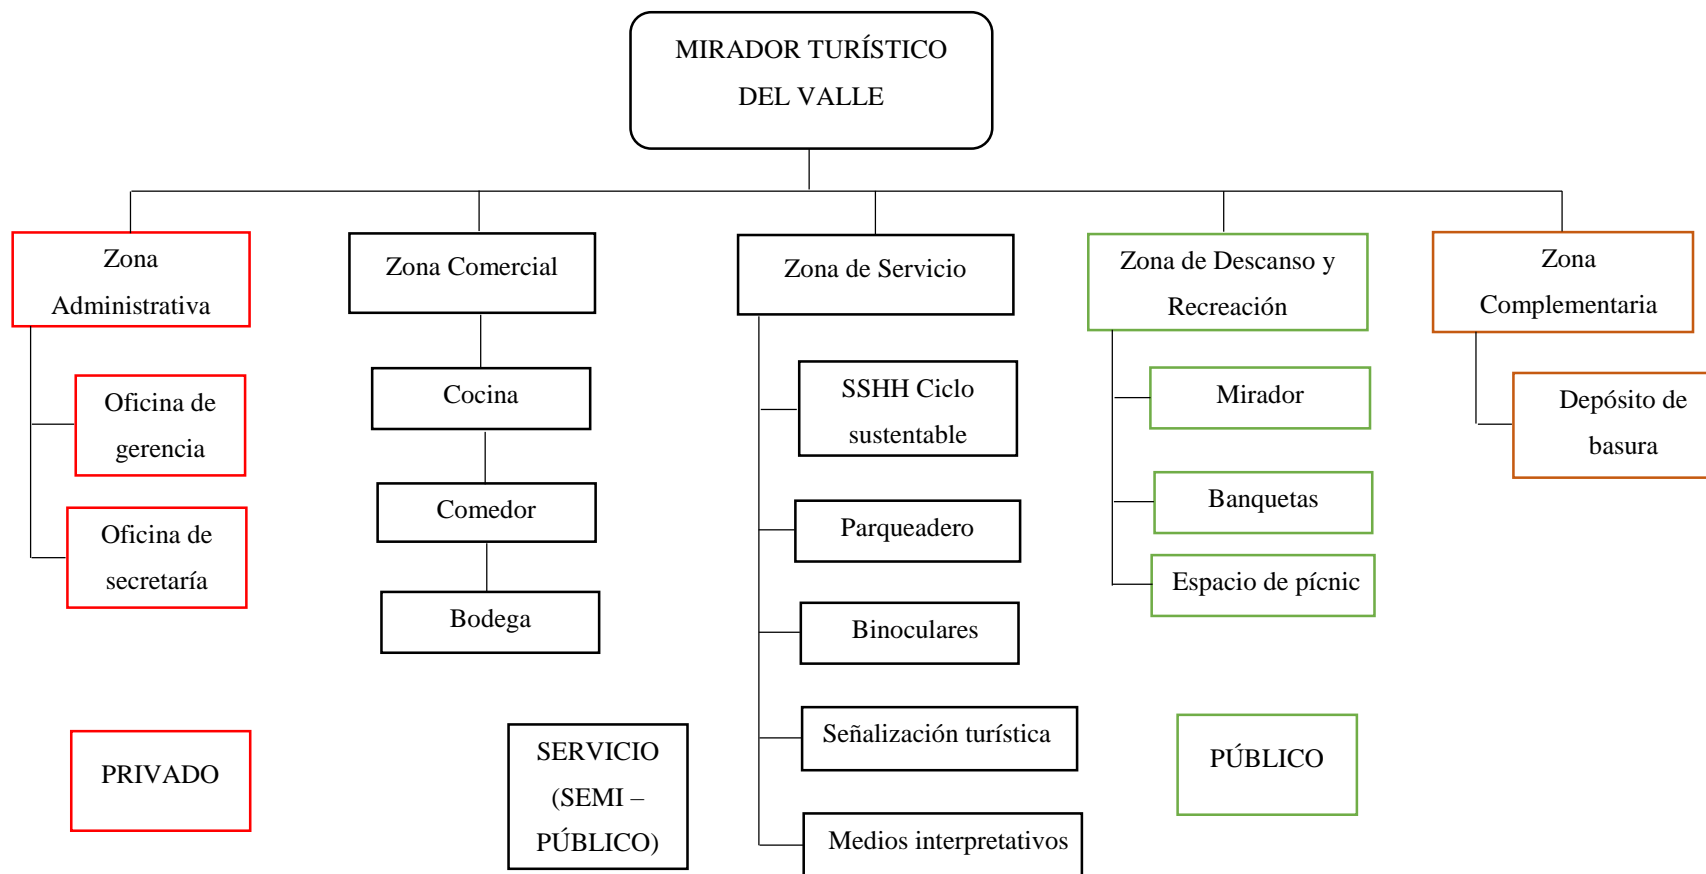 MIRADOR TURÍSTICO
DEL VALLE
Zona
Administrativa
Oficina de
gerencia
Oficina de
secretaría
Zona Comercial
Cocina
Comedor
Bodega
Zona de Servicio
SSHH Ciclo
sustentable
Parqueadero
Binoculares
Señalización turística
Medios interpretativos
Zona de Descanso y
Recreación
Mirador
Banquetas
Espacio de pícnic
Zona
Complementaria
Depósito de
basura
PRIVADO
SERVICIO
(SEMI –
PÚBLICO)
PÚBLICO